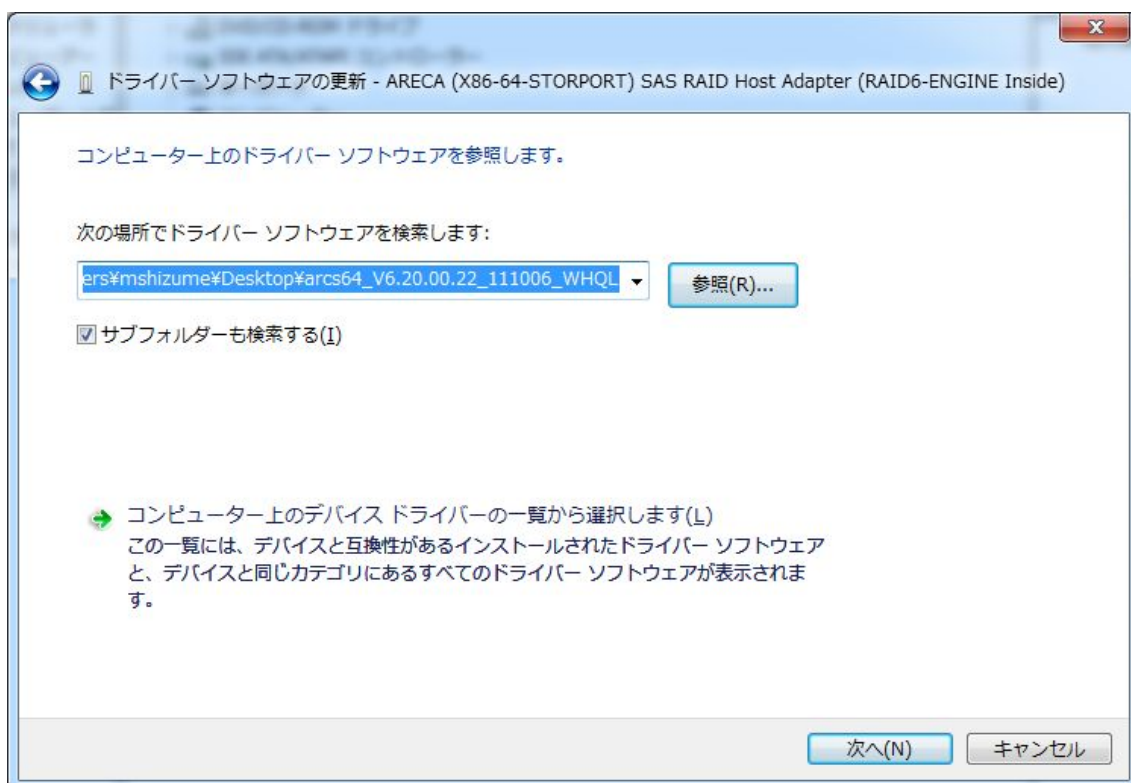 ドライバー ソフトウェアの更新 - ARECA (X86-64-STORPORT) SAS RAID Host Adapter (RAID6-ENGINE Inside)
コンピューター上のドライバー ソフトウェアを参照します。
次の場所でドライバー ソフトウェアを検索します:
ers¥mshizume¥Desktop¥arcs64_V6.20.00.22_111006_WHQL
参照(R)...
サブフォルダーも検索する(I)
コンピューター上のデバイス ドライバーの一覧から選択します(L)
この一覧には、デバイスと互換性があるインストールされたドライバー ソフトウェア
と、デバイスと同じカテゴリにあるすべてのドライバー ソフトウェアが表示されま
す。
次へ(N)
キャンセル